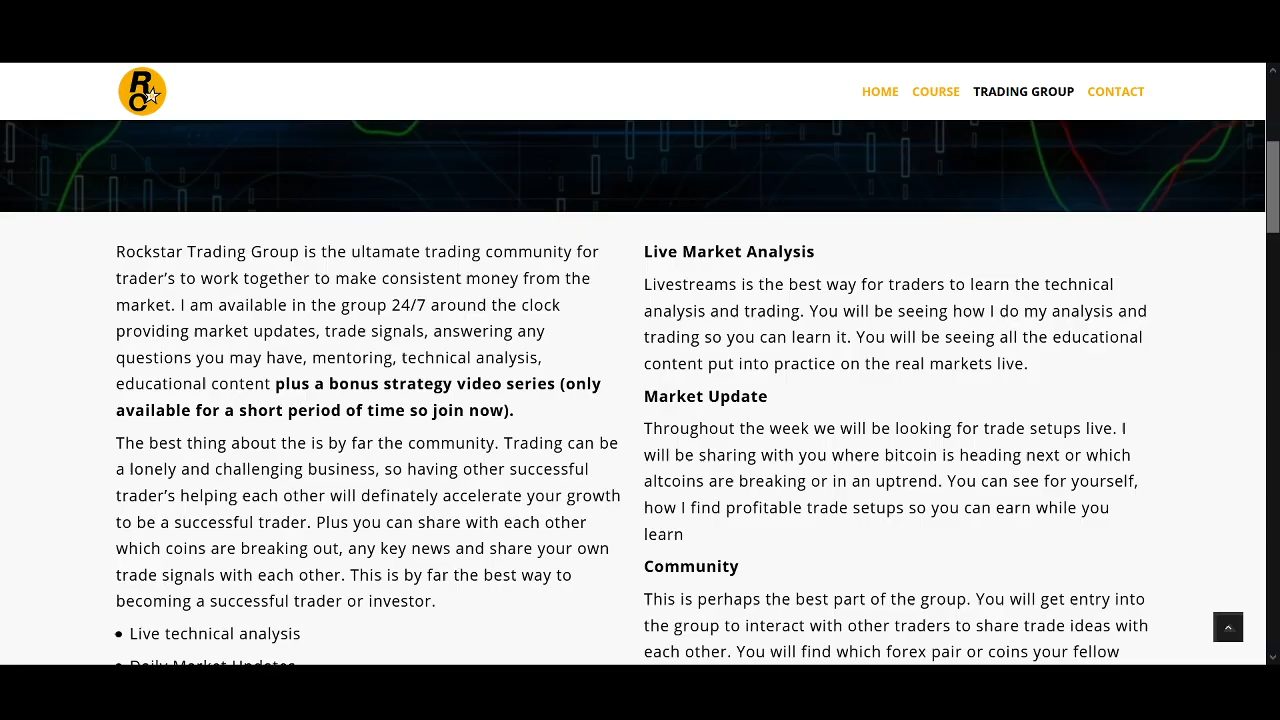 R
C
HOME COURSE TRADING GROUP CONTACT
Rockstar Trading Group is the ultamate trading community for
trader’s to work together to make consistent money from the
market. I am available in the group 24/7 around the clock
providing market updates, trade signals, answering any
questions you may have, mentoring, technical analysis,
educational content plus a bonus strategy video series (only
available for a short period of time so join now).
The best thing about the is by far the community. Trading can be
a lonely and challenging business, so having other successful
trader’s helping each other will definately accelerate your growth
to be a successful trader. Plus you can share with each other
which coins are breaking out, any key news and share your own
trade signals with each other. This is by far the best way to
becoming a successful trader or investor.
• Live technical analysis
• Daily Market Updates
Live Market Analysis
Livestreams is the best way for traders to learn the technical
analysis and trading. You will be seeing how I do my analysis and
trading so you can learn it. You will be seeing all the educational
content put into practice on the real markets live.
Market Update
Throughout the week we will be looking for trade setups live. I
will be sharing with you where bitcoin is heading next or which
altcoins are breaking or in an uptrend. You can see for yourself,
how I find profitable trade setups so you can earn while you
learn
Community
This is perhaps the best part of the group. You will get entry into
the group to interact with other traders to share trade ideas with
each other. You will find which forex pair or coins your fellow